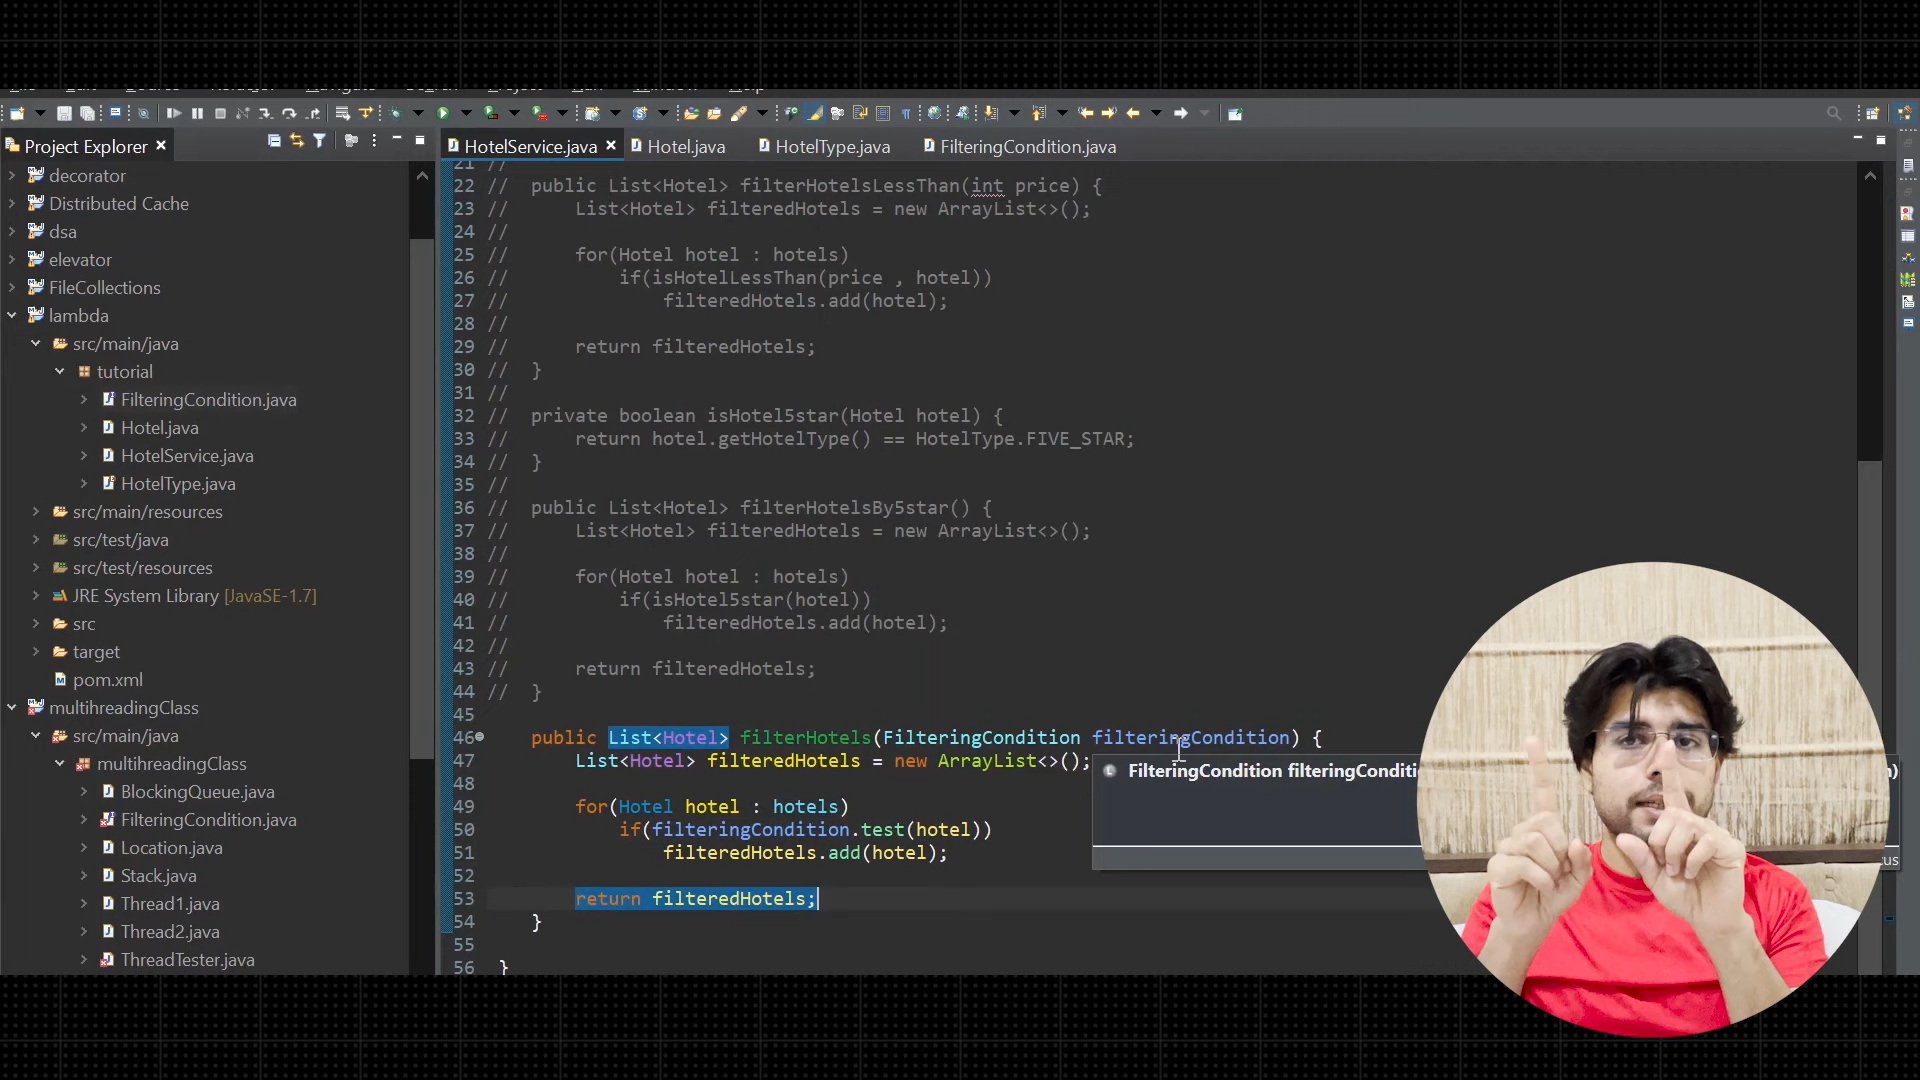 Project Explorer
decorator
Distributed Cache
dsa
elevator
FileCollections
lambda
src/main/java
tutorial
FilteringCondition.java
Hotel.java
HotelService.java
HotelType.java
src/main/resources
src/test/java
src/test/resources
JRE System Library [JavaSE-1.7]
src
target
pom.xml
multihreadingClass
src/main/java
multihreadingClass
BlockingQueue.java
FilteringCondition.java
Location.java
Stack.java
Thread1.java
Thread2.java
ThreadTester.java
HotelService.java Hotel.java HotelType.java FilteringCondition.java
21 //
22 // public List<Hotel> filterHotelsLessThan(int price) {
23 // List<Hotel> filteredHotels = new ArrayList<>();
24 //
25 // for(Hotel hotel : hotels)
26 // if(isHotelLessThan(price , hotel))
27 // filteredHotels.add(hotel);
28 //
29 // return filteredHotels;
30 // }
31 //
32 // private boolean isHotel5star(Hotel hotel) {
33 // return hotel.getHotelType() == HotelType.FIVE_STAR;
34 // }
35 //
36 // public List<Hotel> filterHotelsBy5star() {
37 // List<Hotel> filteredHotels = new ArrayList<>();
38 //
39 // for(Hotel hotel : hotels)
40 // if(isHotel5star(hotel))
41 // filteredHotels.add(hotel);
42 //
43 // return filteredHotels;
44 // }
45
46 public List<Hotel> filterHotels(FilteringCondition filteringCondition) {
47 List<Hotel> filteredHotels = new ArrayList<>();
48
49 for(Hotel hotel : hotels)
50 if(filteringCondition.test(hotel))
51 filteredHotels.add(hotel);
52
53 return filteredHotels;
54 }
55
56 }
FilteringCondition filteringConditi